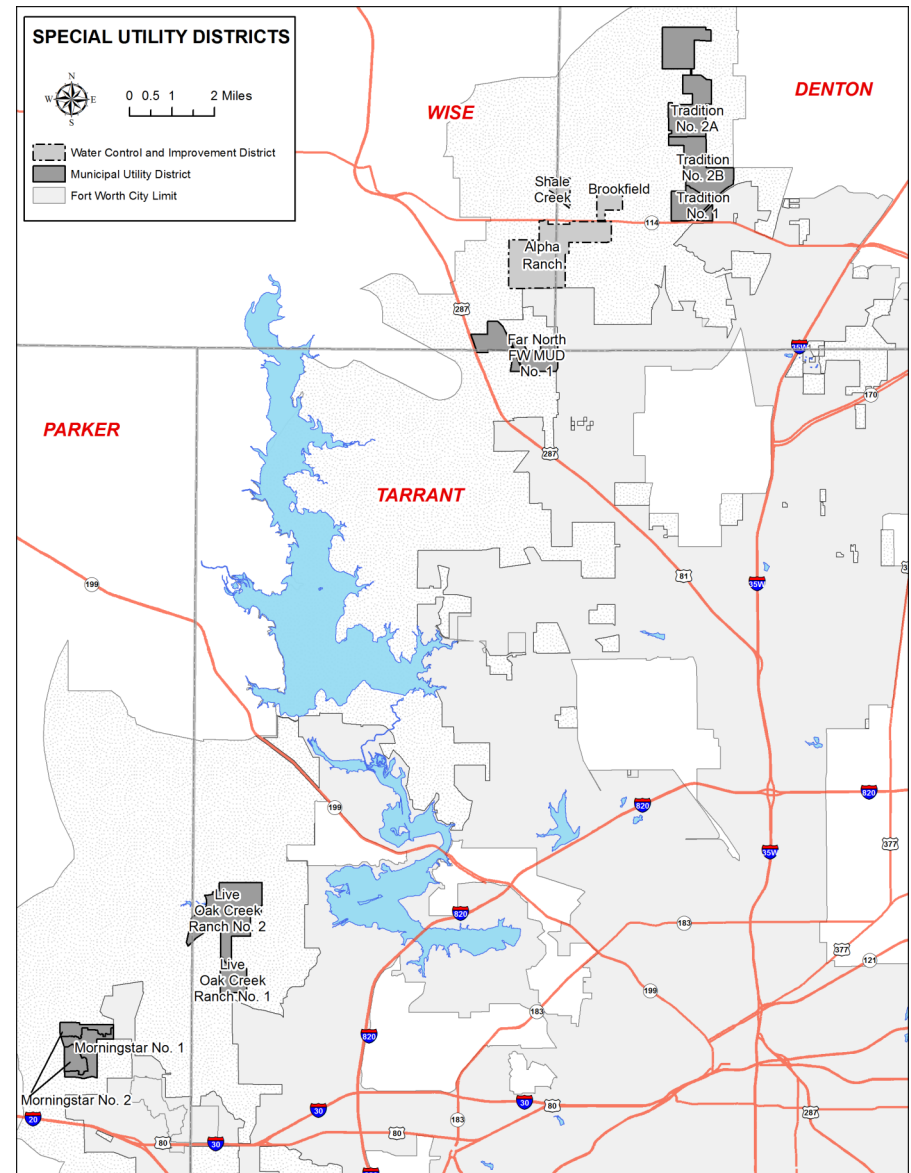 SPECIAL UTILITY DISTRICTS
N
W E
S
0 0.5 1 2 Miles
Water Control and Improvement District
Municipal Utility District
Fort Worth City Limit
WISE
DENTON
PARKER
TARRANT
Tradition
No. 2A
Tradition
No. 2B
Tradition
No. 1
Shale
Creek
Brookfield
114
Alpha
Ranch
287
Far North
FW MUD
No. 1
35W
170
287
199
81
35W
199
820
820
377
35W
Live
Oak Creek
Ranch No. 2
820
183
377
121
Live
Oak Creek
Ranch No. 1
199
183
820
Morningstar No. 1
Morningstar No. 2
20
30
30
80
287
183
80
30
80